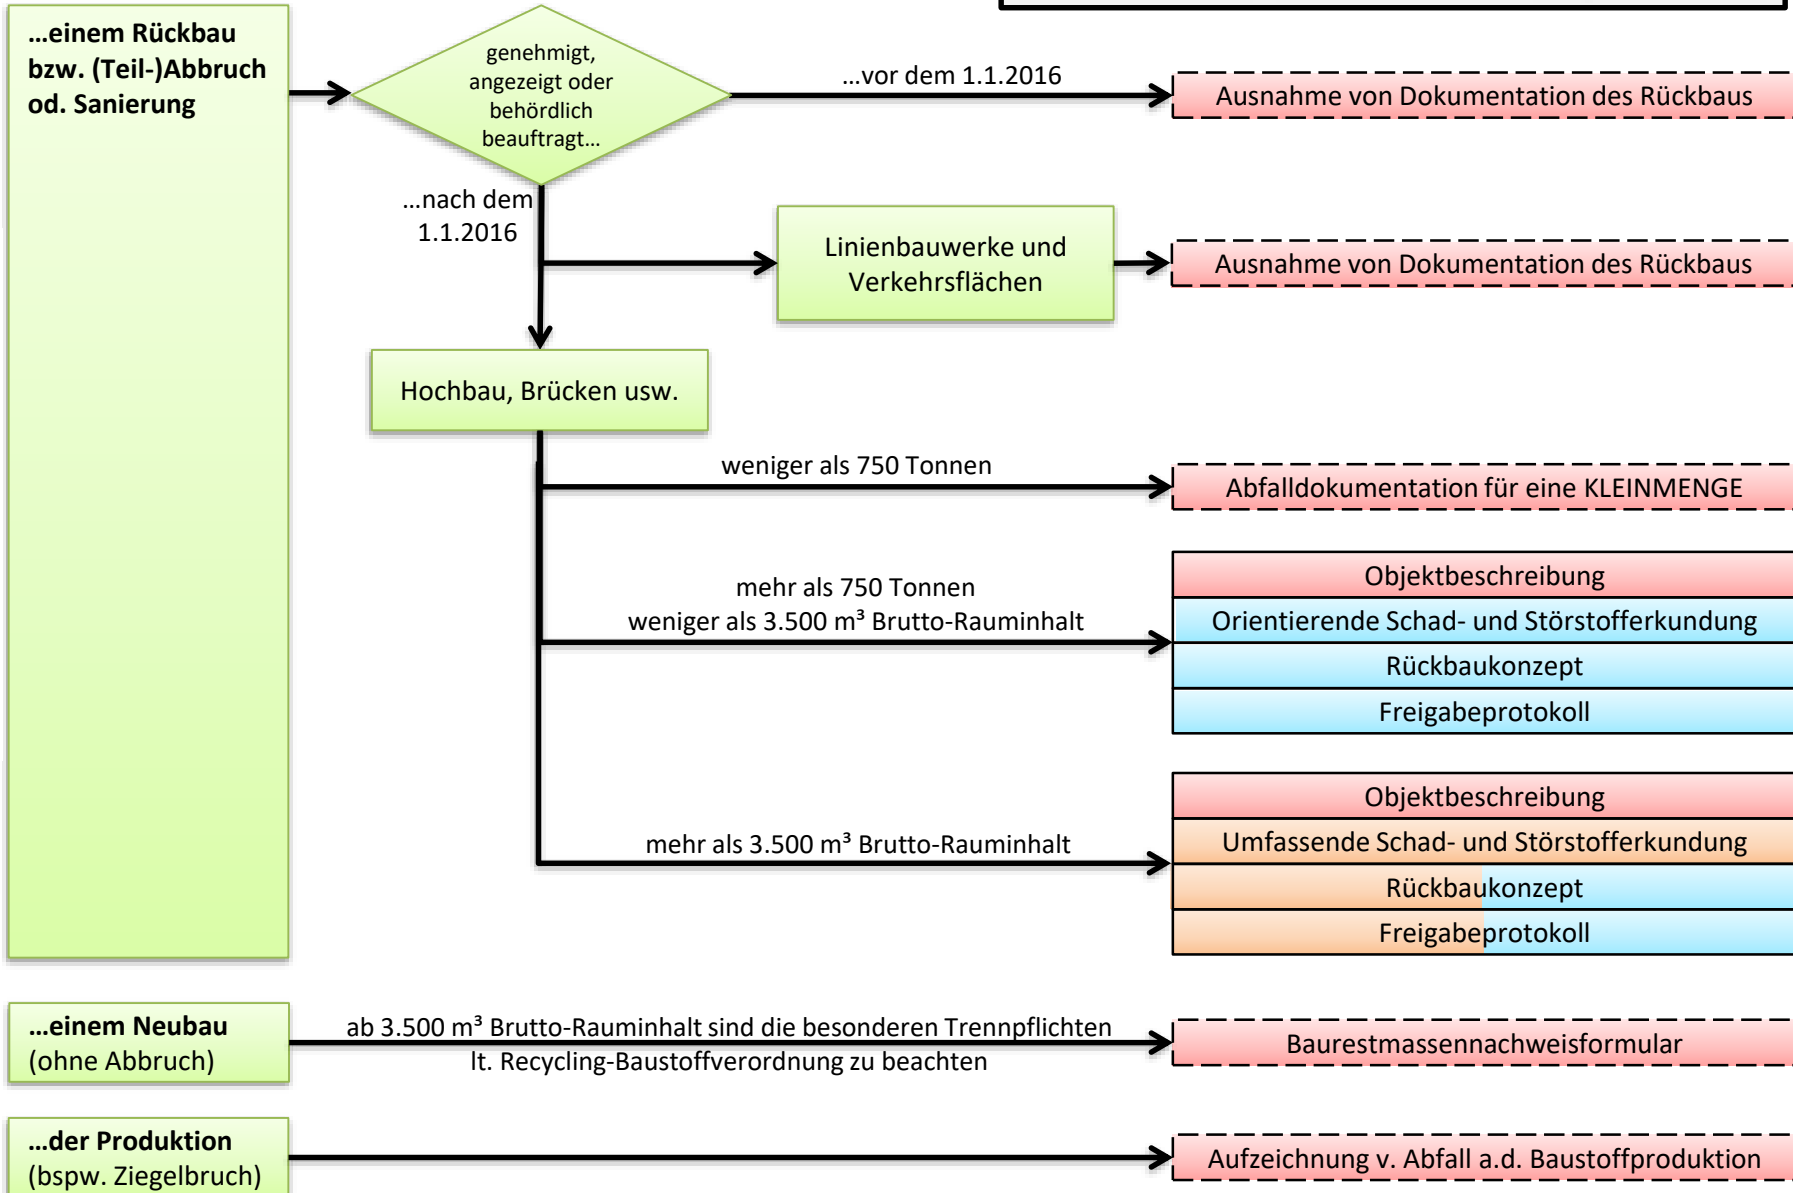 …einem Rückbau
bzw. (Teil-)Abbruch
od. Sanierung
genehmigt,
angezeigt oder
behördlich
beauftragt…
…vor dem 1.1.2016
Ausnahme von Dokumentation des Rückbaus
…nach dem
1.1.2016
Linienbauwerke und
Verkehrsflächen
Ausnahme von Dokumentation des Rückbaus
Hochbau, Brücken usw.
weniger als 750 Tonnen
Abfalldokumentation für eine KLEINMENGE
mehr als 750 Tonnen
weniger als 3.500 m³ Brutto-Rauminhalt
Objektbeschreibung
Orientierende Schad- und Störstofferkundung
Rückbaukonzept
Freigabeprotokoll
mehr als 3.500 m³ Brutto-Rauminhalt
Objektbeschreibung
Umfassende Schad- und Störstofferkundung
Rückbaukonzept
Freigabeprotokoll
…einem Neubau
(ohne Abbruch)
ab 3.500 m³ Brutto-Rauminhalt sind die besonderen Trennpflichten
lt. Recycling-Baustoffverordnung zu beachten
Baurestmassennachweisformular
…der Produktion
(bspw. Ziegelbruch)
Aufzeichnung v. Abfall a.d. Baustoffproduktion